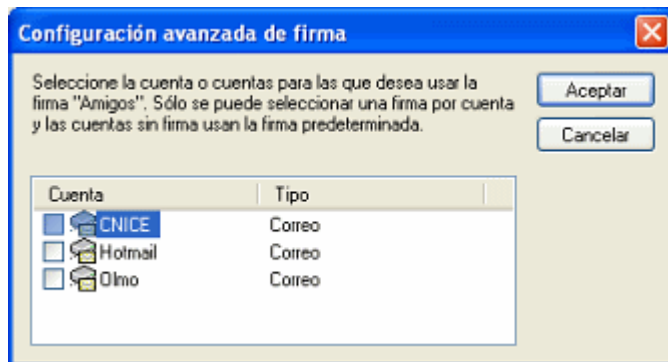 Configuración avanzada de firma
Seleccione la cuenta o cuentas para las que desea usar la
firma "Amigos". Sólo se puede seleccionar una firma por cuenta
y las cuentas sin firma usan la firma predeterminada.
Aceptar
Cancelar
Cuenta Tipo
CNICE Correo
Hotmail Correo
Olmo Correo